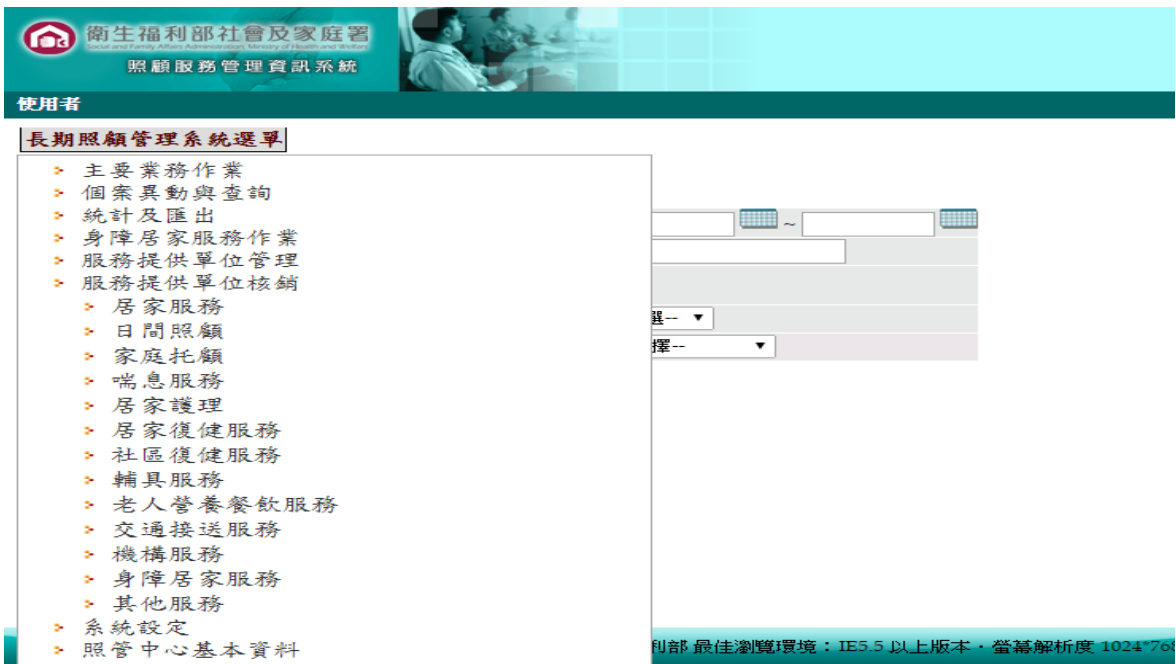 衛生福利部社會及家庭署
Social and Family Affairs Administration, Ministry of Health and Welfare
照顧服務管理資訊系統
使用者
長期照顧管理系統選單
主要業務作業
個案異動與查詢
統計及匯出
~
身障居家服務作業
服務提供單位管理
服務提供單位核銷
居家服務
選--
日間照顧
擇--
家庭托顧
喘息服務
居家護理
居家復健服務
社區復健服務
輔具服務
老人營養餐飲服務
交通接送服務
機構服務
身障居家服務
其他服務
系統設定
照管中心基本資料
利部 最佳瀏覽環境：IE5.5 以上版本，螢幕解析度 1024*768